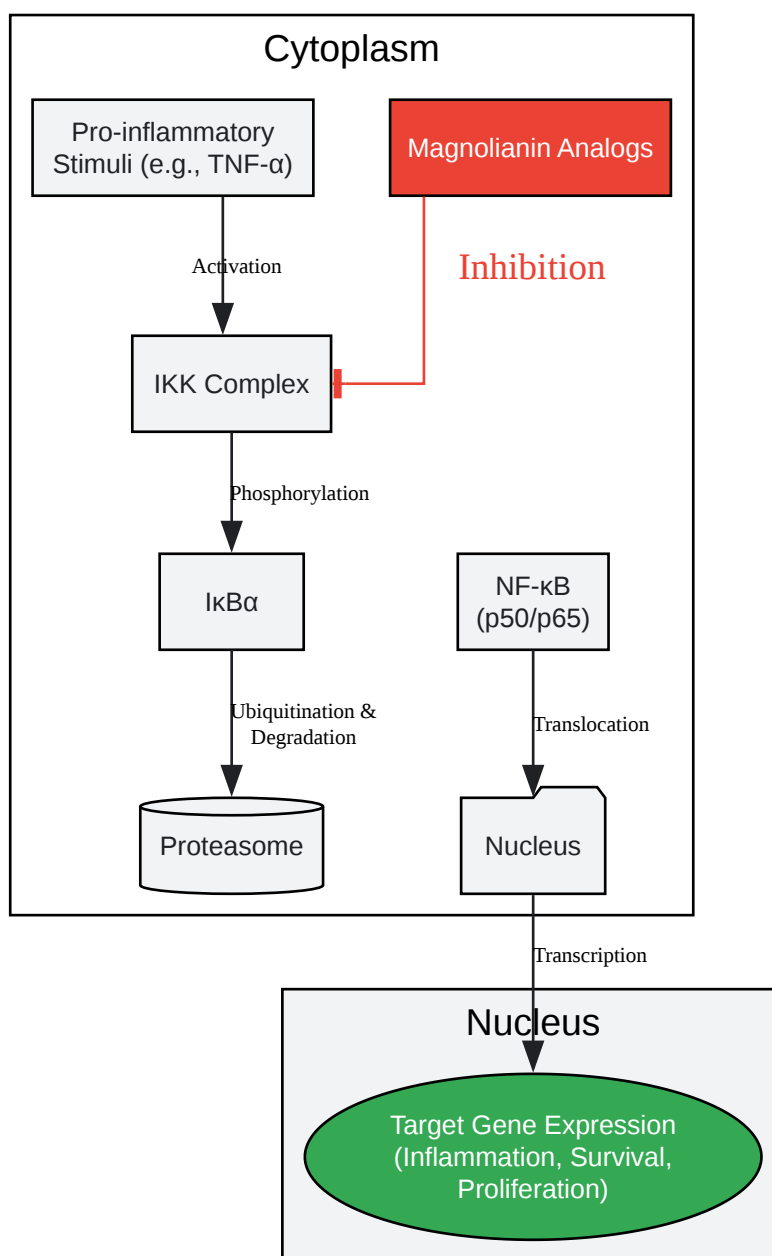 Cytoplasm
Pro-inflammatory
Stimuli (e.g., TNF-α)
Magnolianin Analogs
Activation
Inhibition
IKK Complex
Phosphorylation
IκBα
NF-κB
(p50/p65)
Ubiquitination &
Degradation
Translocation
Proteasome
Nucleus
Transcription
Nucleus
Target Gene Expression
(Inflammation, Survival,
Proliferation)